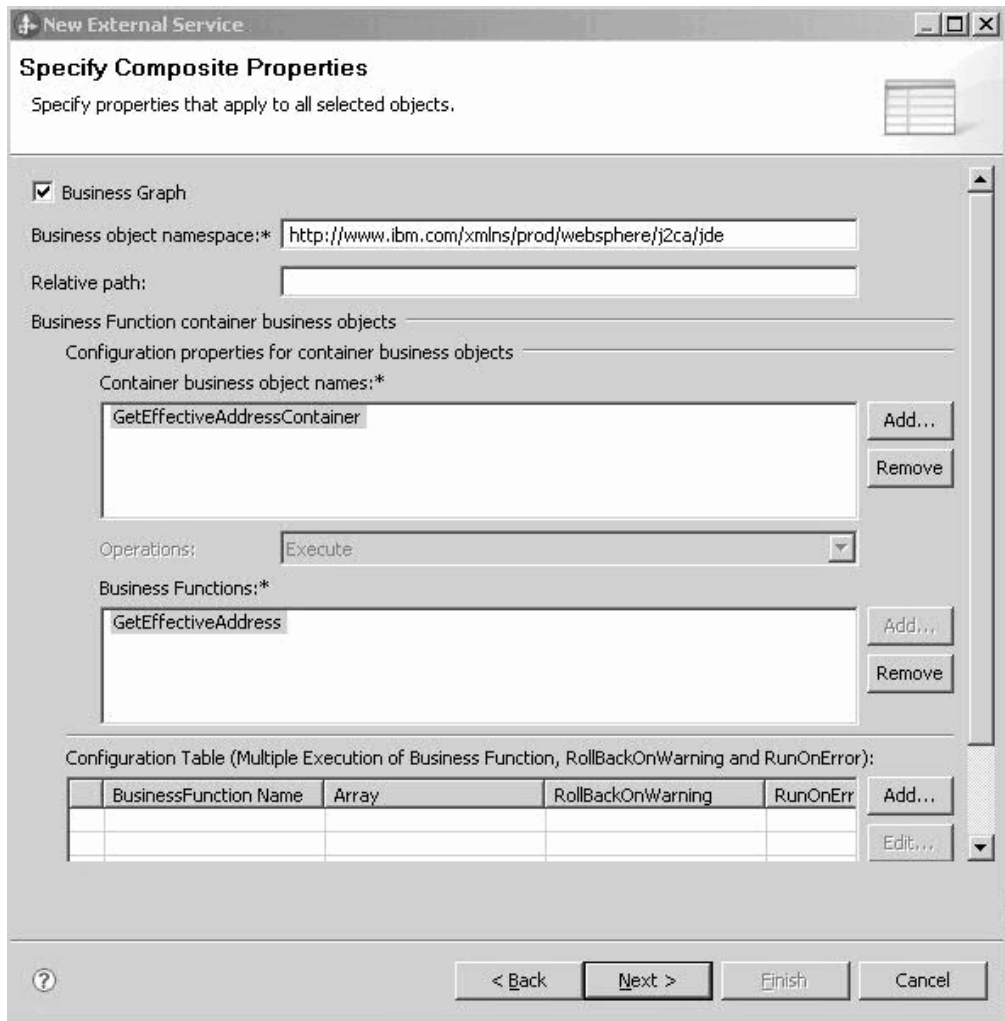 New External Service
Specify Composite Properties
Specify properties that apply to all selected objects.
Business Graph
Business object namespace:* http://www.ibm.com/xmlns/prod/websphere/j2ca/jde
Relative path:
Business Function container business objects
Configuration properties for container business objects
Container business object names:*
GetEffectiveAddressContainer
Add...
Remove
Operations: Execute
Business Functions:*
GetEffectiveAddress
Add...
Remove
Configuration Table (Multiple Execution of Business Function, RollBackOnWarning and RunOnError):
BusinessFunction Name Array RollBackOnWarning RunOnErr Add...
Edit...
? < Back Next > Finish Cancel